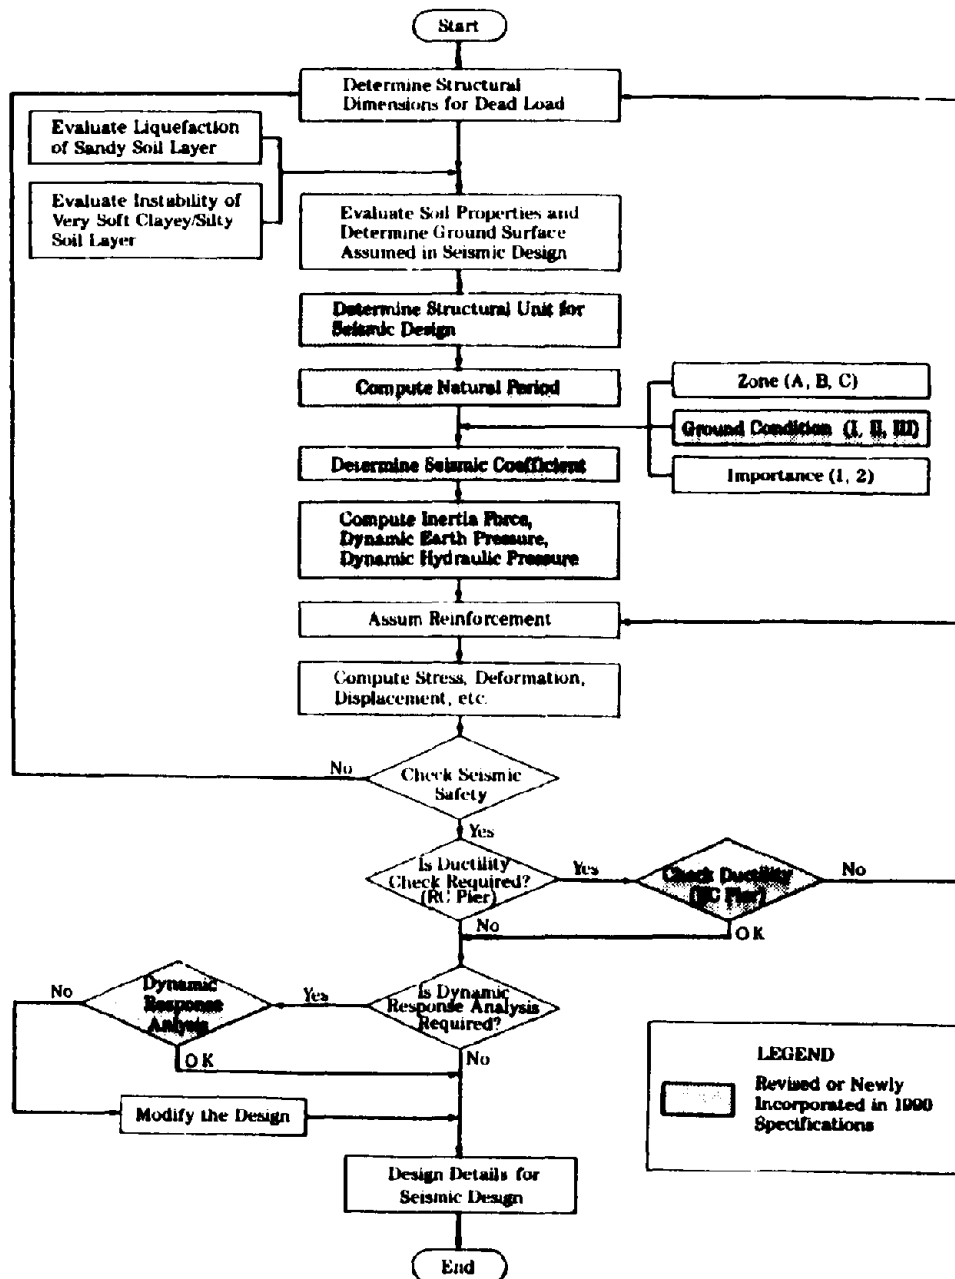 Start
Determine Structural
Dimensions for Dead Load
Evaluate Liquefaction
of Sandy Soil Layer
Evaluate Instability of
Very Soft Clayey/Silty
Soil Layer
Evaluate Soil Properties and
Determine Ground Surface
Assumed in Seismic Design
Determine Structural Unit for
Seismic Design
Compute Natural Period
Zone (A, B, C)
Ground Condition (I, II, III)
Importance (1, 2)
Determine Seismic Coefficient
Compute Inertia Force,
Dynamic Earth Pressure,
Dynamic Hydraulic Pressure
Assum Reinforcement
Compute Stress, Deformation,
Displacement, etc.
No
Check Seismic
Safety
Yes
Is Ductility
Check Required?
(RC Pier)
Yes
Check Ductility
(RC Pier)
No
No
OK
No
Dynamic
Response
Anlysis
Yes
Is Dynamic
Response Analysis
Required?
OK
No
Modify the Design
LEGEND
Revised or Newly
Incorporated in 1990
Specifications
Design Details for
Seismic Design
End